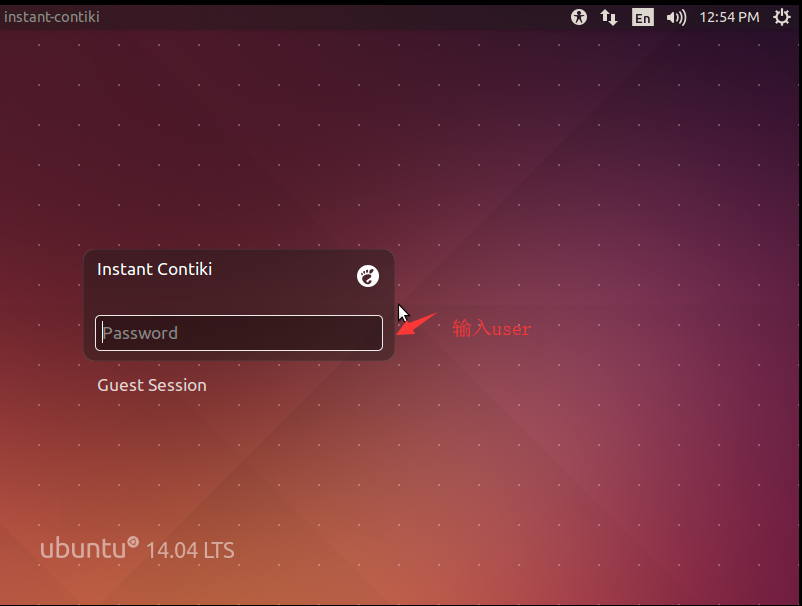 instant-contiki
En
12:54 PM
Instant Contiki
Password
输入user
Guest Session
ubuntu 14.04 LTS